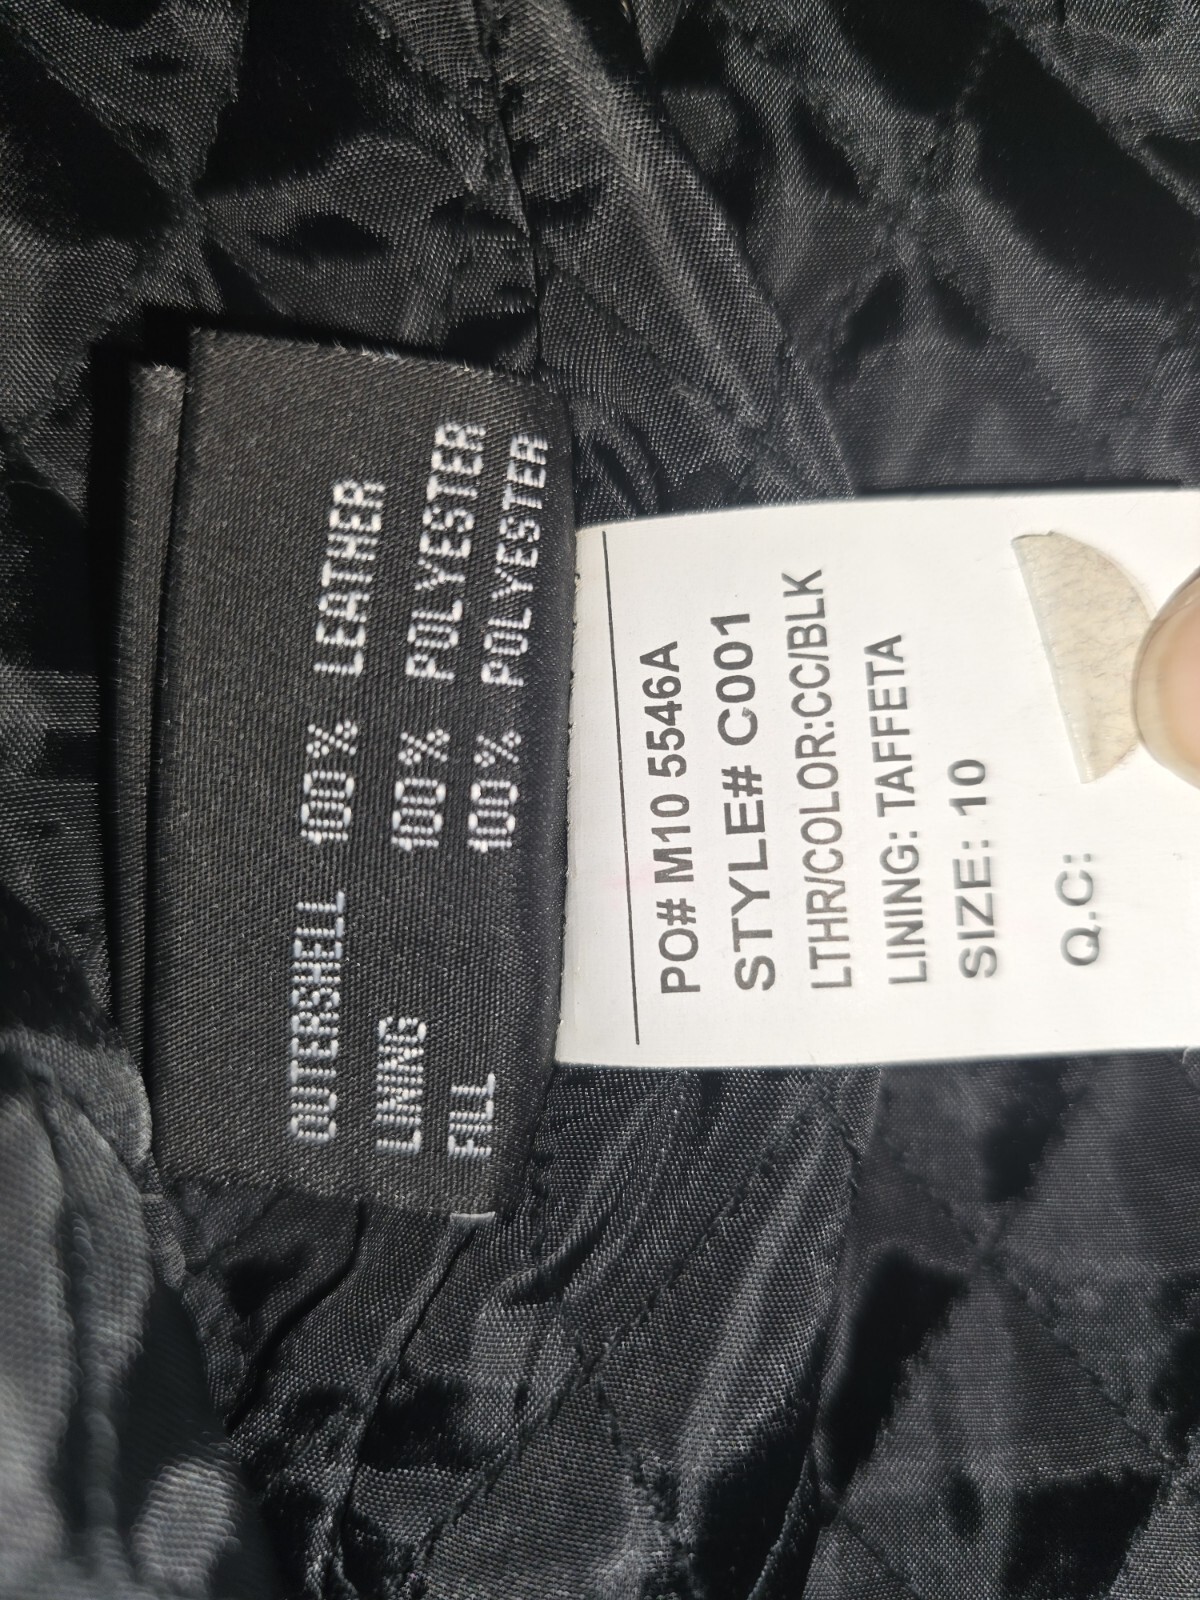 OUTERSHELL 100% LEATHER
LINING 100% POLYESTER
FILL 100% POLYESTER
PO# M10 5546A
STYLE# C001
LTHR/COLOR:CC/BLK
LINING: TAFFETA
SIZE: 10
Q.C: